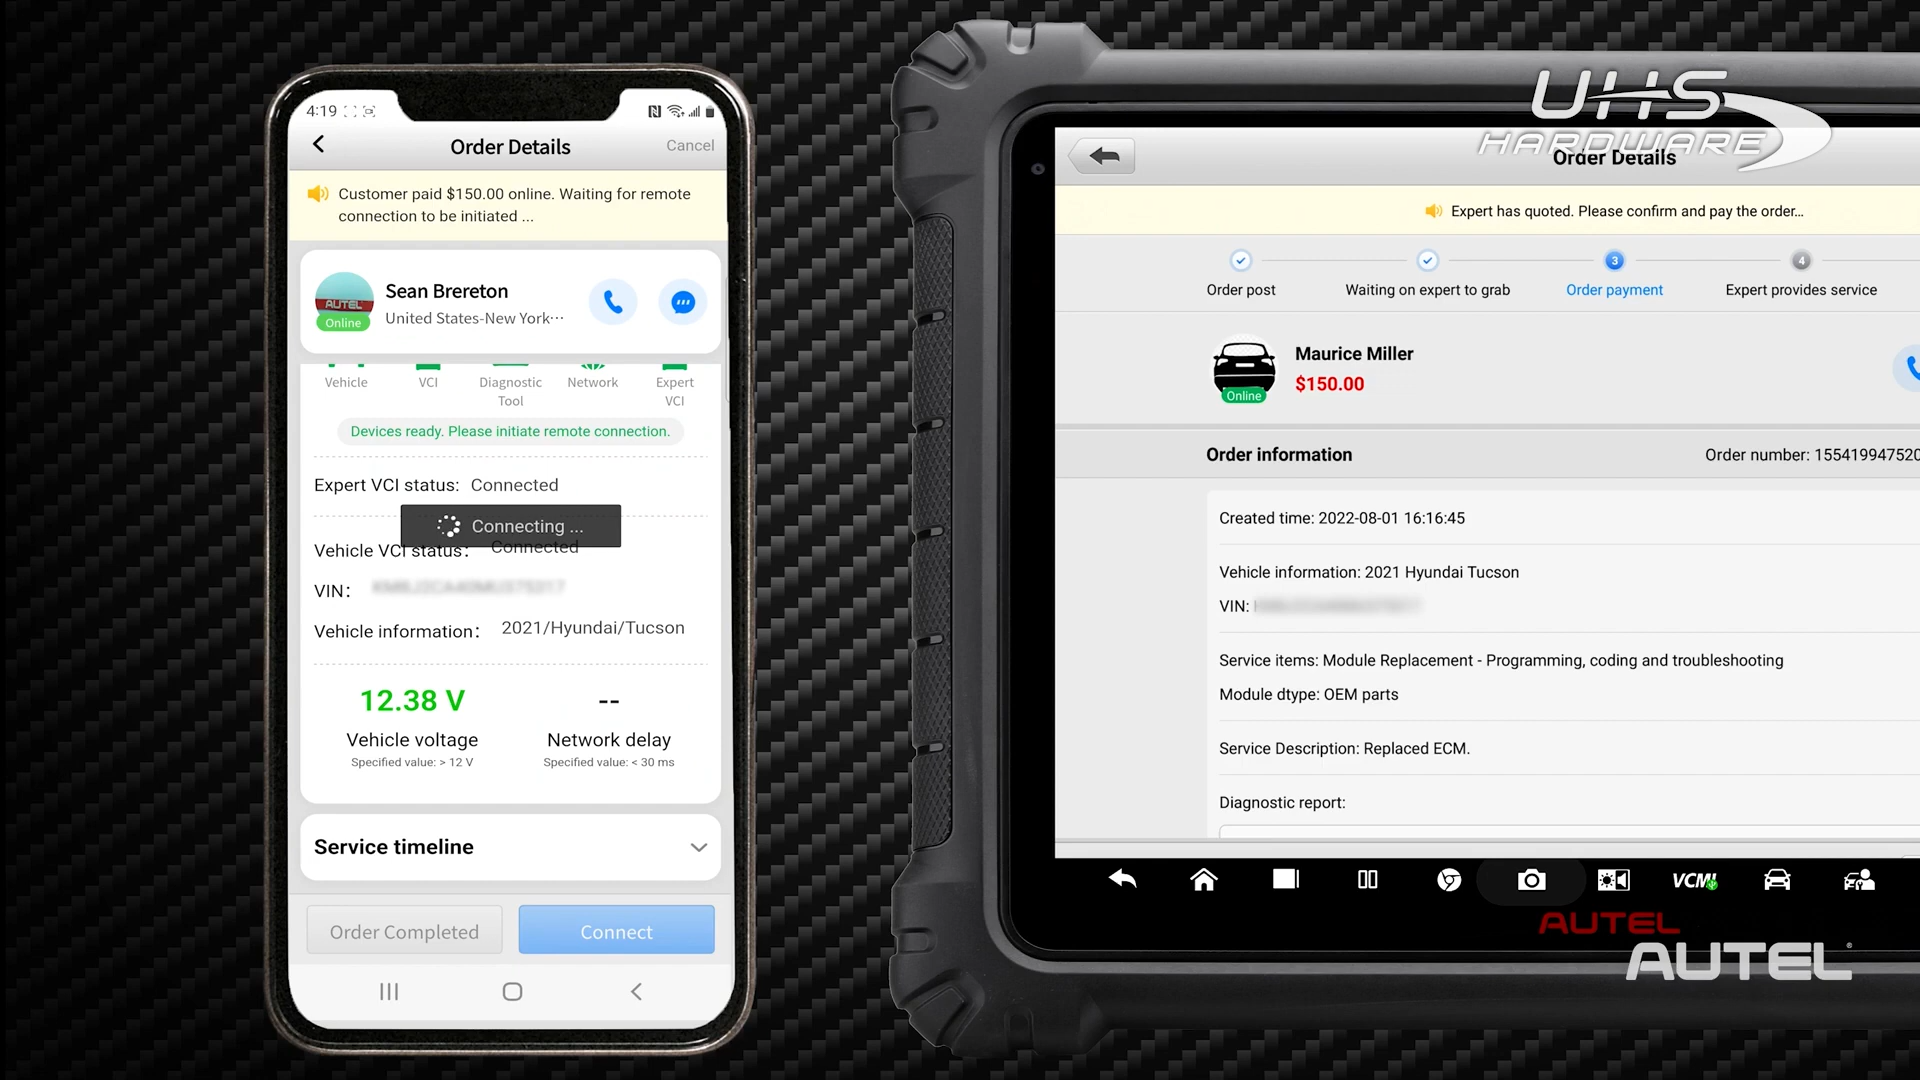 4:19
Order Details
Cancel
Customer paid $150.00 online. Waiting for remote
connection to be initiated ...
AUTEL
Online
Sean Brereton
United States-New York···
Vehicle
VCI
Diagnostic
Tool
Network
Expert
VCI
Devices ready. Please initiate remote connection.
Expert VCI status: Connected
Connecting ...
Vehicle VCI status: Connected
VIN:
Vehicle information: 2021/Hyundai/Tucson
12.38 V
--
Vehicle voltage
Network delay
Specified value: > 12 V
Specified value: < 30 ms
Service timeline
Order Completed
Connect
UHS
HARDWARE
Order Details
Expert has quoted. Please confirm and pay the order...
3
4
Order post
Waiting on expert to grab
Order payment
Expert provides service
Maurice Miller
$150.00
Online
Order information
Order number: 155419947520
Created time: 2022-08-01 16:16:45
Vehicle information: 2021 Hyundai Tucson
VIN:
Service items: Module Replacement - Programming, coding and troubleshooting
Module dtype: OEM parts
Service Description: Replaced ECM.
Diagnostic report:
VCMI
AUTEL
AUTEL